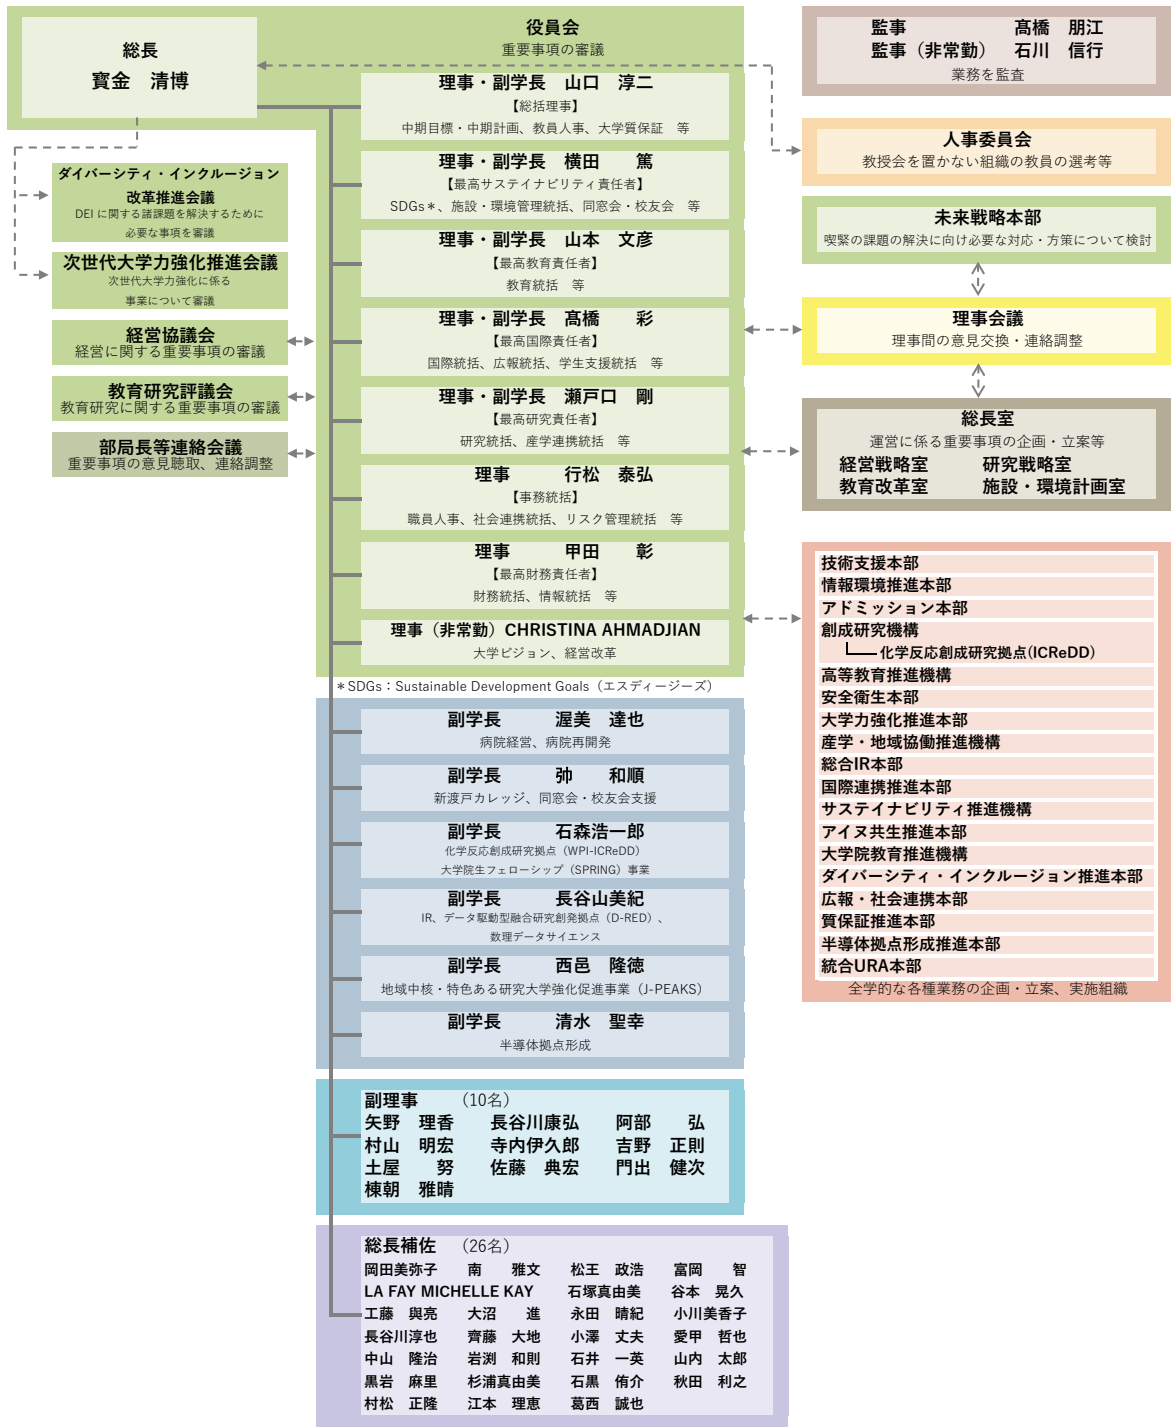 総長
寳金　清博
役員会
重要事項の審議
理事・副学長　山口　淳二
【総括理事】
中期目標・中期計画、教員人事、大学質保証　等
理事・副学長　横田　　篤
【最高サステイナビリティ責任者】
SDGs＊、施設・環境管理統括、同窓会・校友会　等
理事・副学長　山本　文彦
【最高教育責任者】
教育統括　等
理事・副学長　髙橋　　彩
【最高国際責任者】
国際統括、広報統括、学生支援統括　等
理事・副学長　瀬戸口　剛
【最高研究責任者】
研究統括、産学連携統括　等
理事　　　行松　泰弘
【事務統括】
職員人事、社会連携統括、リスク管理統括　等
理事　　　甲田　　彰
【最高財務責任者】
財務統括、情報統括　等
理事（非常勤）CHRISTINA AHMADJIAN
大学ビジョン、経営改革
＊SDGs：Sustainable Development Goals（エスディージーズ）
ダイバーシティ・インクルージョン
改革推進会議
DEI に関する諸課題を解決するために
必要な事項を審議
次世代大学力強化推進会議
次世代大学力強化に係る
事業について審議
経営協議会
経営に関する重要事項の審議
教育研究評議会
教育研究に関する重要事項の審議
部局長等連絡会議
重要事項の意見聴取、連絡調整
副学長　　　渥美　達也
病院経営、病院再開発
副学長　　　弥　和順
新渡戸カレッジ、同窓会・校友会支援
副学長　　　石森浩一郎
化学反応創成研究拠点（WPI-ICReDD）
大学院生フェローシップ（SPRING）事業
副学長　　　長谷山美紀
IR、データ駆動型融合研究創発拠点（D-RED）、
数理データサイエンス
副学長　　　西邑　隆徳
地域中核・特色ある研究大学強化促進事業（J-PEAKS）
副学長　　　清水　聖幸
半導体拠点形成
副理事　　（10名）
矢野　理香　　長谷川康弘　　阿部　　弘
村山　明宏　　寺内伊久郎　　吉野　正則
土屋　　努　　佐藤　典宏　　門出　健次
棟朝　雅晴
総長補佐　（26名）
岡田美弥子　　南　　雅文　　松王　政浩　　富岡　　智
LA FAY MICHELLE KAY　　石塚真由美　　谷本　晃久
工藤　與亮　　大沼　　進　　永田　晴紀　　小川美香子
長谷川淳也　　齊藤　大地　　小澤　丈夫　　愛甲　哲也
中山　隆治　　岩渕　和則　　石井　一英　　山内　太郎
黒岩　麻里　　杉浦真由美　　石黒　侑介　　秋田　利之
村松　正隆　　江本　理恵　　葛西　誠也
監事　　　　　髙橋　朋江
監事（非常勤）　石川　信行
業務を監査
人事委員会
教授会を置かない組織の教員の選考等
未来戦略本部
喫緊の課題の解決に向け必要な対応・方策について検討
理事会議
理事間の意見交換・連絡調整
総長室
運営に係る重要事項の企画・立案等
経営戦略室　　　研究戦略室
教育改革室　　　施設・環境計画室
技術支援本部
情報環境推進本部
アドミッション本部
創成研究機構
化学反応創成研究拠点(ICReDD)
高等教育推進機構
安全衛生本部
大学力強化推進本部
産学・地域協働推進機構
総合IR本部
国際連携推進本部
サステイナビリティ推進機構
アイヌ共生推進本部
大学院教育推進機構
ダイバーシティ・インクルージョン推進本部
広報・社会連携本部
質保証推進本部
半導体拠点形成推進本部
統合URA本部
全学的な各種業務の企画・立案、実施組織